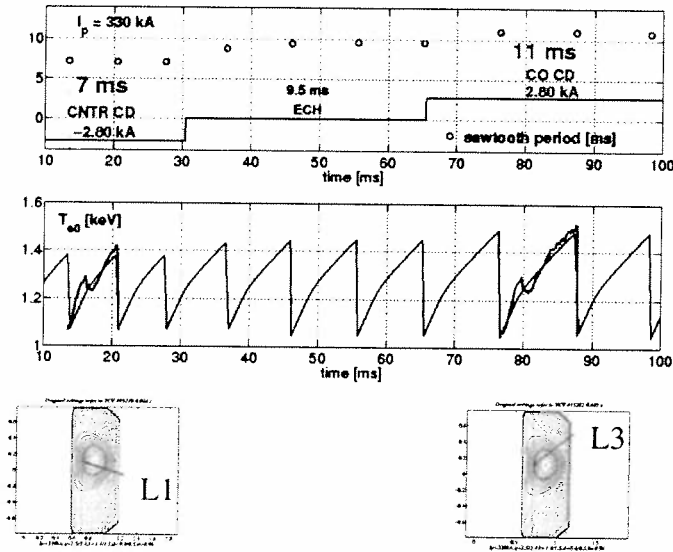 I_p = 330 kA
10
5
0
7 ms
CNTR CD
−2.80 kA
9.5 ms
ECH
11 ms
CO CD
2.80 kA
o sawtooth period [ms]
10 20 30 40 50 60 70 80 90 100
time [ms]
T_e0 [keV]
1.6
1.4
1.2
1
10 20 30 40 50 60 70 80 90 100
time [ms]
L1
L3